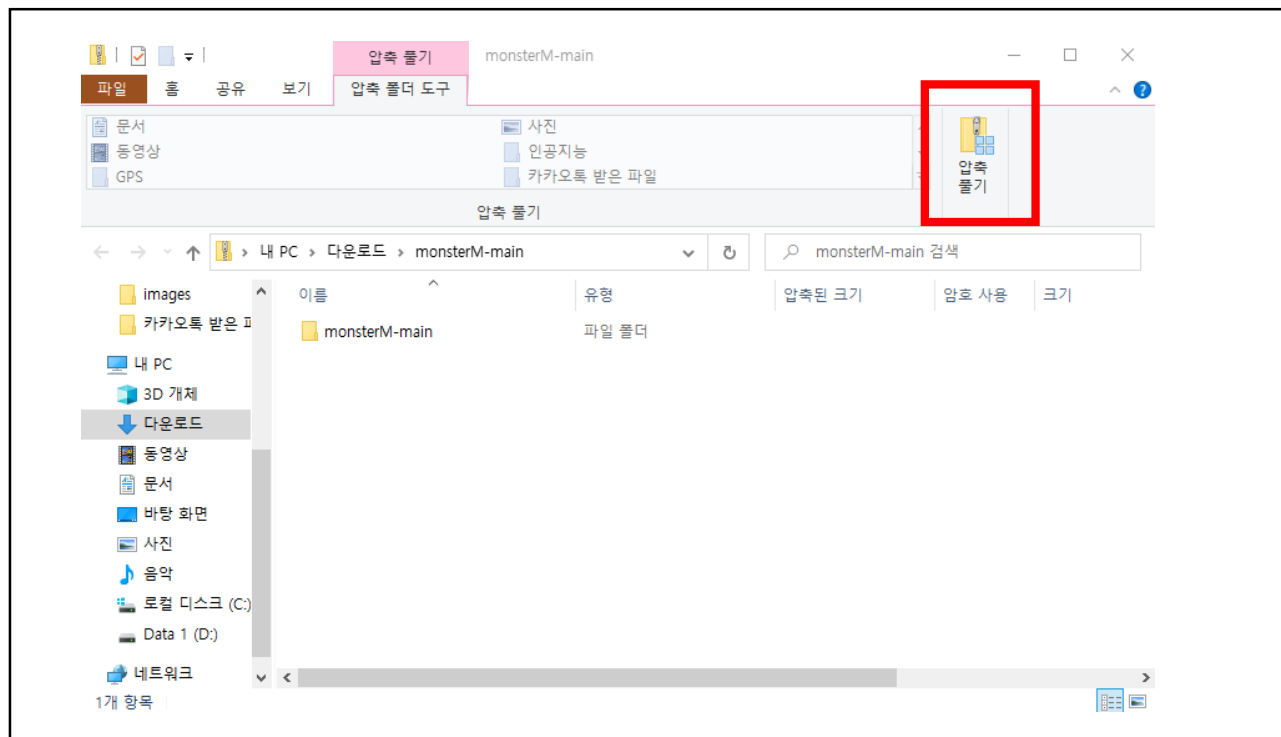 압축 풀기 monsterM-main
파일 홈 공유 보기 압축 폴더 도구
문서 사진
동영상 인공지능
GPS 카카오톡 받은 파일
압축
풀기
압축 풀기
내 PC › 다운로드 › monsterM-main
monsterM-main 검색
이름 유형 압축된 크기 암호 사용 크기
monsterM-main 파일 폴더
images
카카오톡 받은
내 PC
3D 개체
다운로드
동영상
문서
바탕 화면
사진
음악
로컬 디스크 (C:)
Data 1 (D:)
네트워크
1개 항목